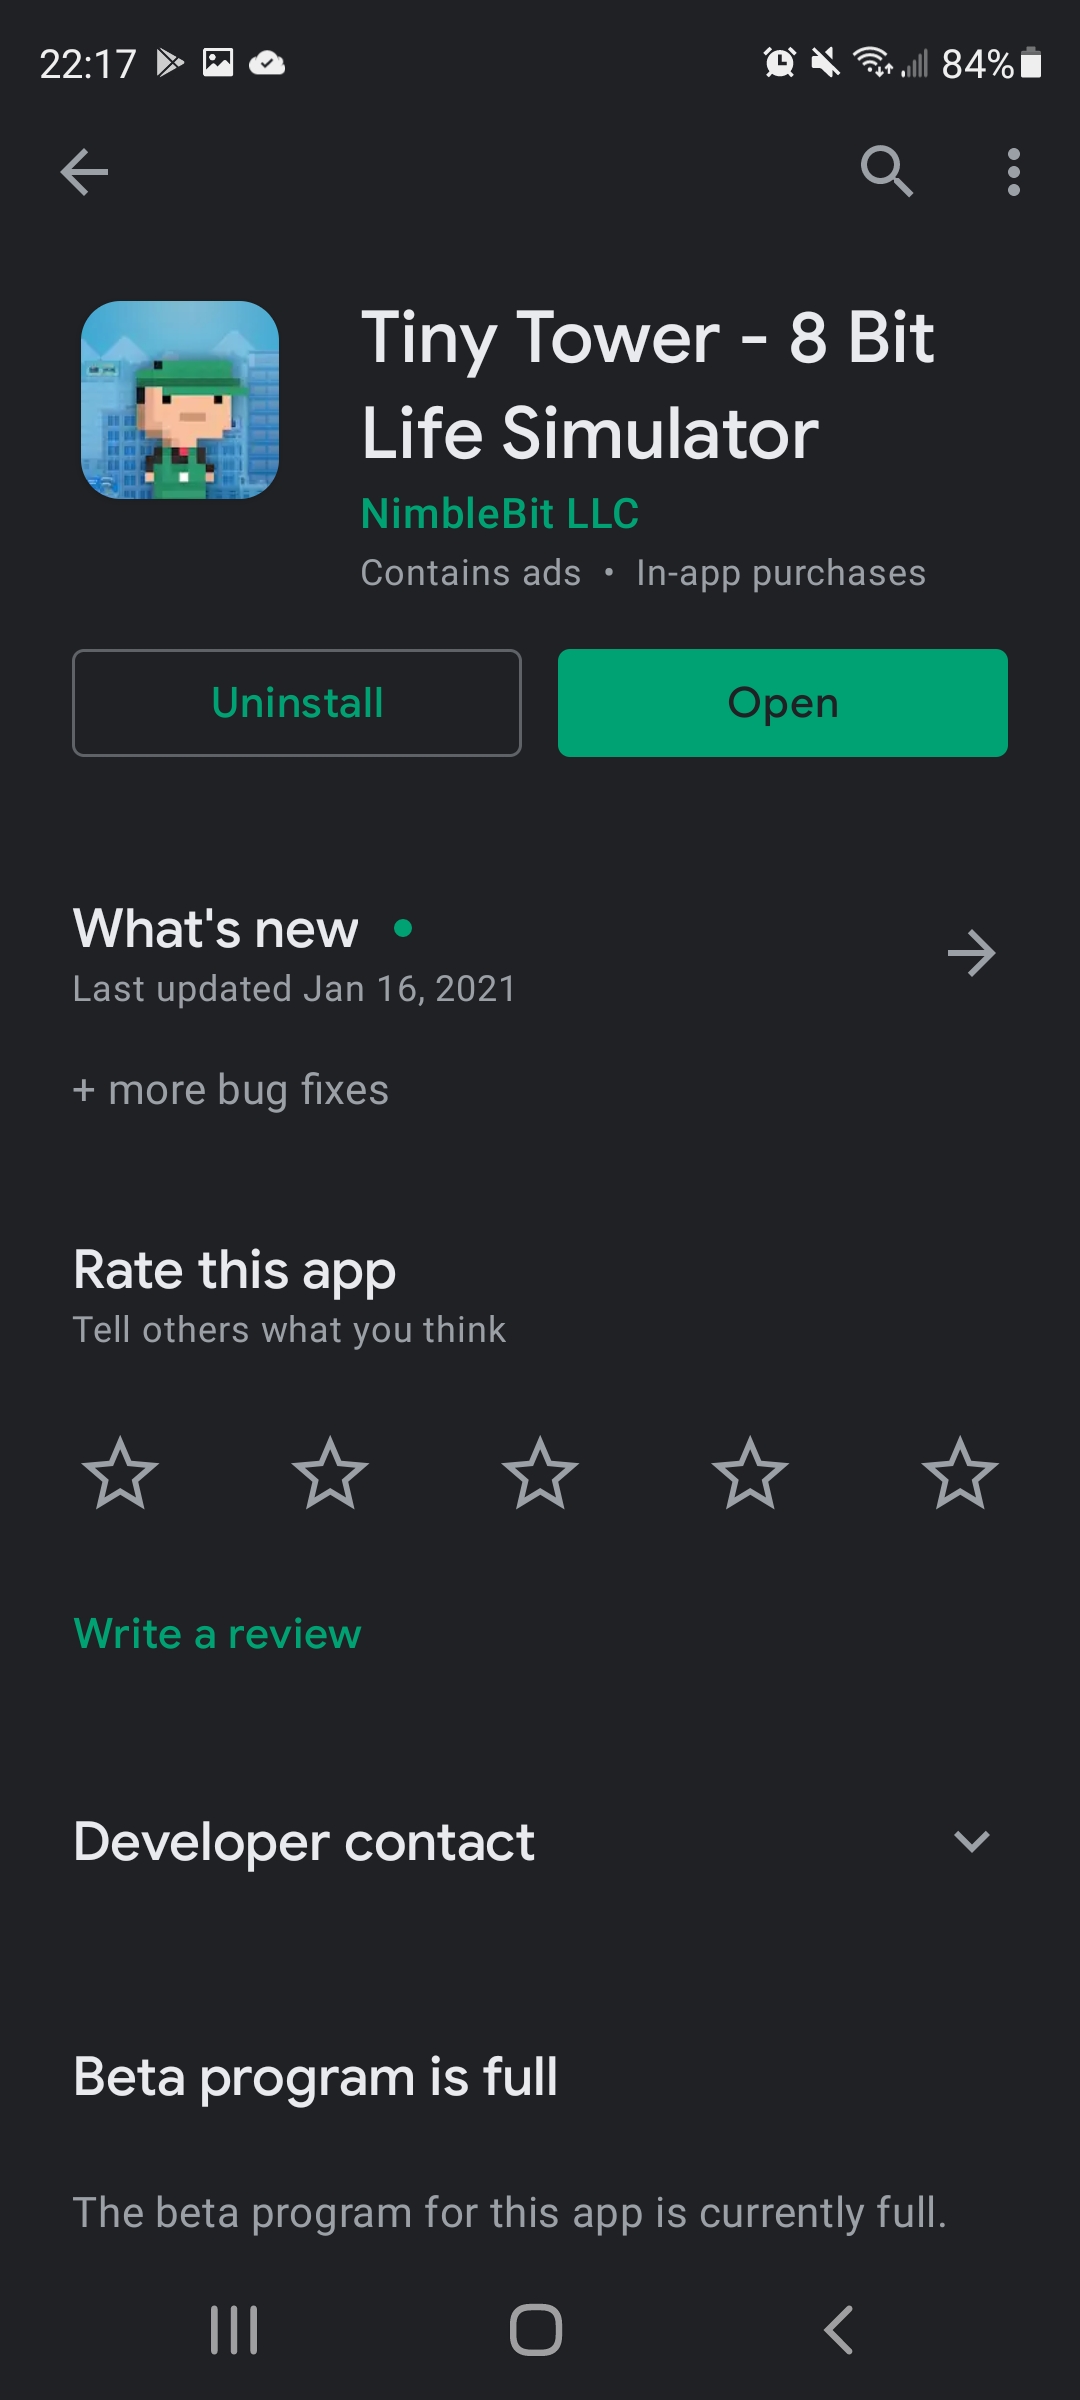 22:17
84%
Tiny Tower - 8 Bit
Life Simulator
NimbleBit LLC
Contains ads • In-app purchases
Uninstall
Open
What's new
Last updated Jan 16, 2021
+ more bug fixes
Rate this app
Tell others what you think
Write a review
Developer contact
Beta program is full
The beta program for this app is currently full.